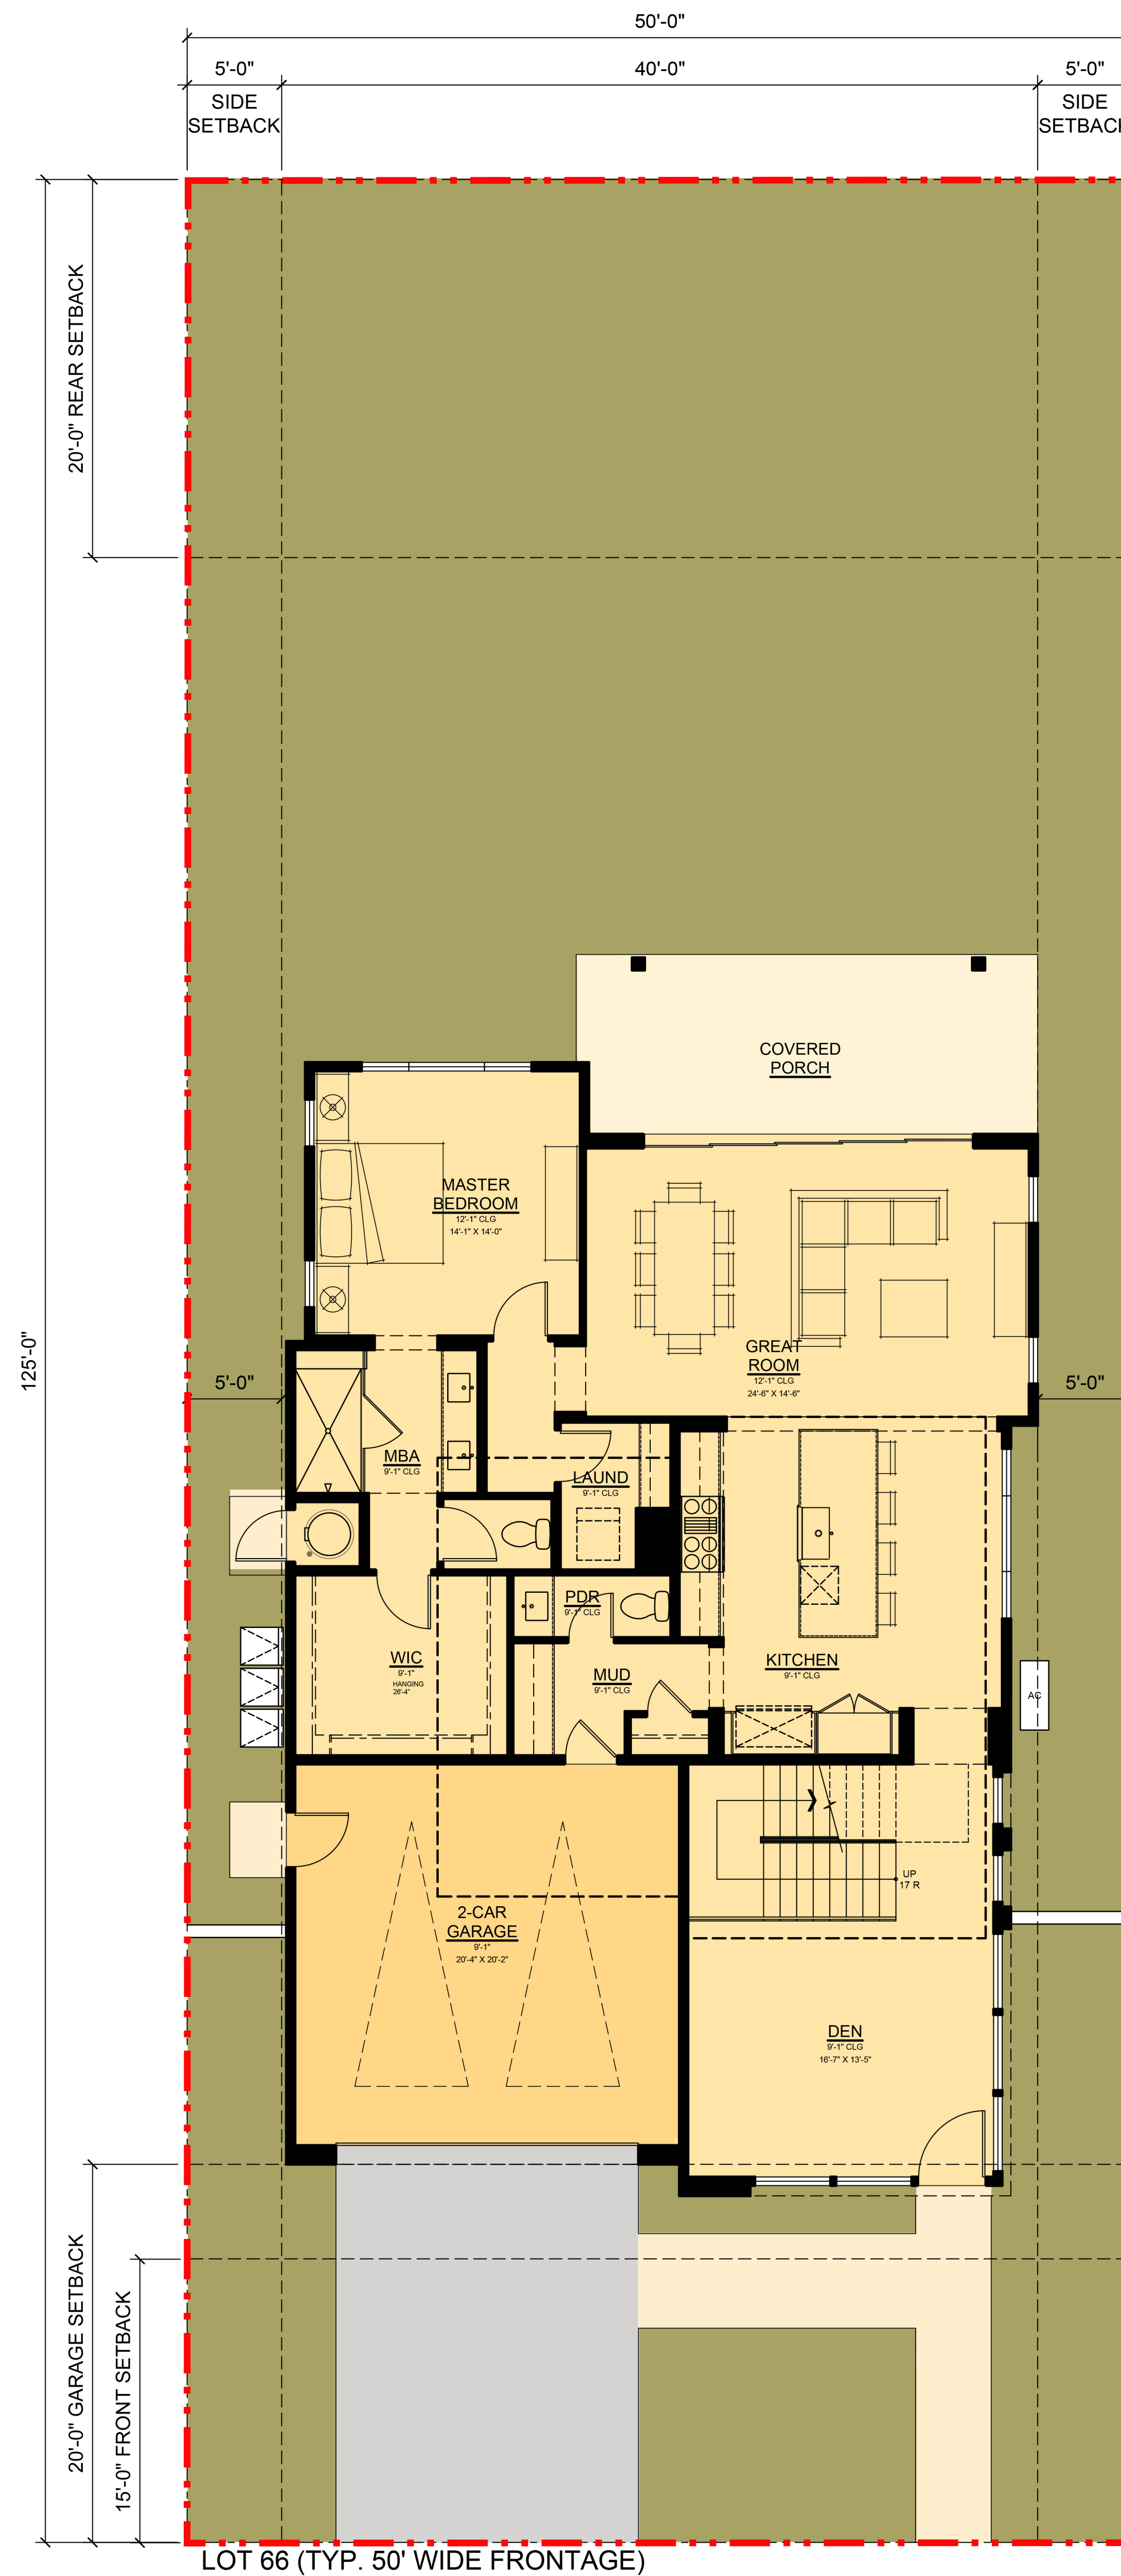 50'-0"
5'-0"
40'-0"
5'-0"
SIDE
SETBACK
SIDE
SETBACK
20'-0" REAR SETBACK
125'-0"
COVERED
PORCH
MASTER
BEDROOM
12'-1" CLG
14'-1" X 14'-0"
GREAT
ROOM
12'-1" CLG
24'-6" X 14'-6"
5'-0"
5'-0"
MBA
9'-1" CLG
LAUND
9'-1" CLG
PDR
9'-1" CLG
WIC
9'-1"
HANGING
26'-4"
MUD
9'-1" CLG
KITCHEN
9'-1" CLG
AC
UP
17 R
2-CAR
GARAGE
9'-1"
20'-4" X 20'-2"
DEN
9'-1" CLG
16'-7" X 13'-5"
20'-0" GARAGE SETBACK
15'-0" FRONT SETBACK
LOT 66 (TYP. 50' WIDE FRONTAGE)